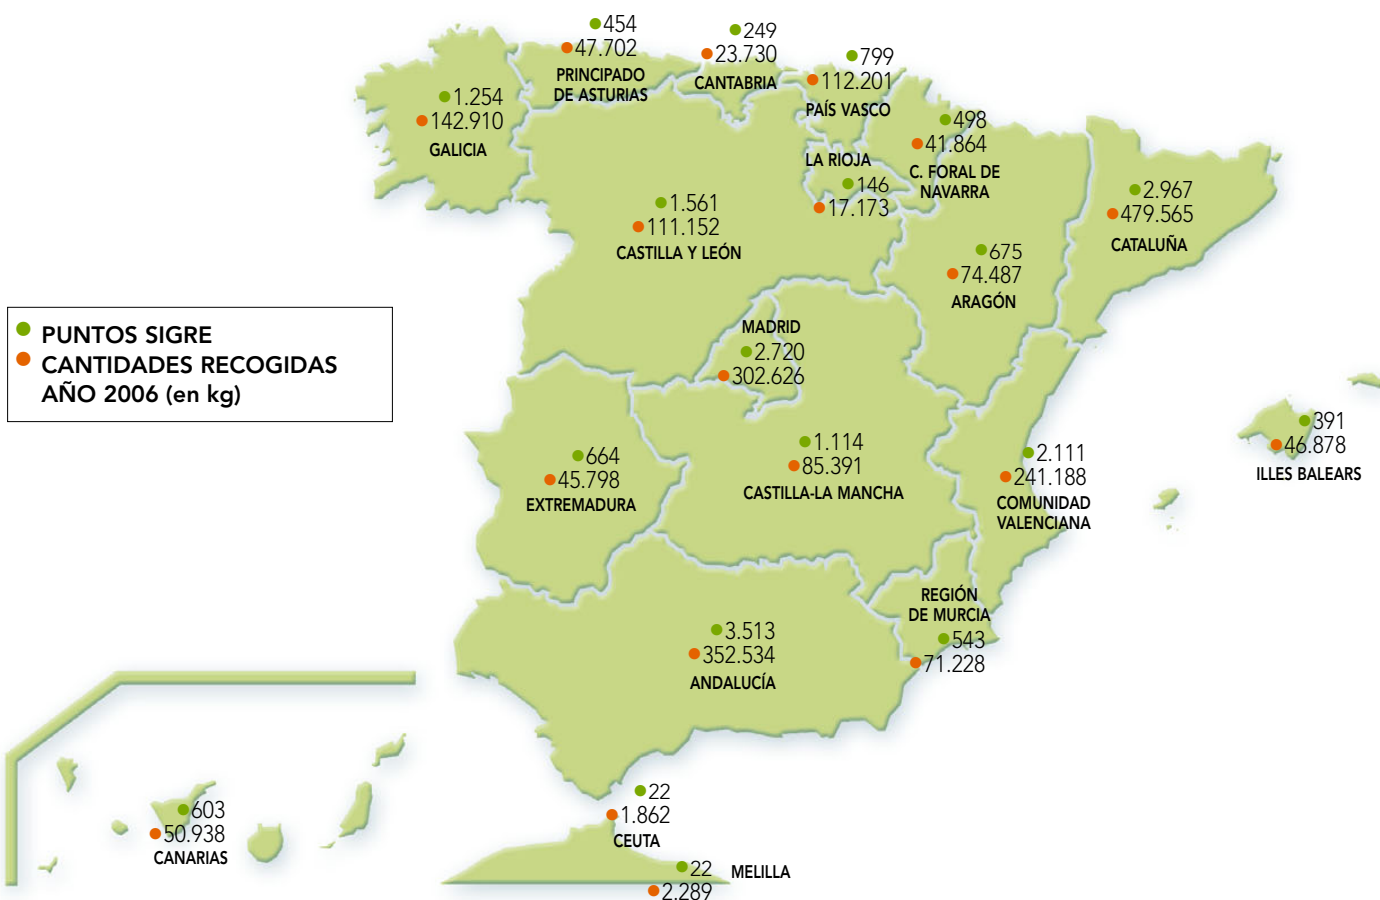 454
47.702
PRINCIPADO
DE ASTURIAS
249
23.730
CANTABRIA
799
112.201
PAÍS VASCO
1.254
142.910
GALICIA
498
41.864
C. FORAL DE
NAVARRA
LA RIOJA
146
17.173
2.967
479.565
CATALUÑA
1.561
111.152
CASTILLA Y LEÓN
675
74.487
ARAGÓN
PUNTOS SIGRE
CANTIDADES RECOGIDAS
AÑO 2006 (en kg)
MADRID
2.720
302.626
391
46.878
ILLES BALEARS
664
45.798
EXTREMADURA
1.114
85.391
CASTILLA-LA MANCHA
2.111
241.188
COMUNIDAD
VALENCIANA
REGIÓN
DE MURCIA
543
71.228
3.513
352.534
ANDALUCÍA
603
50.938
CANARIAS
22
1.862
CEUTA
22
MELILLA
2.289